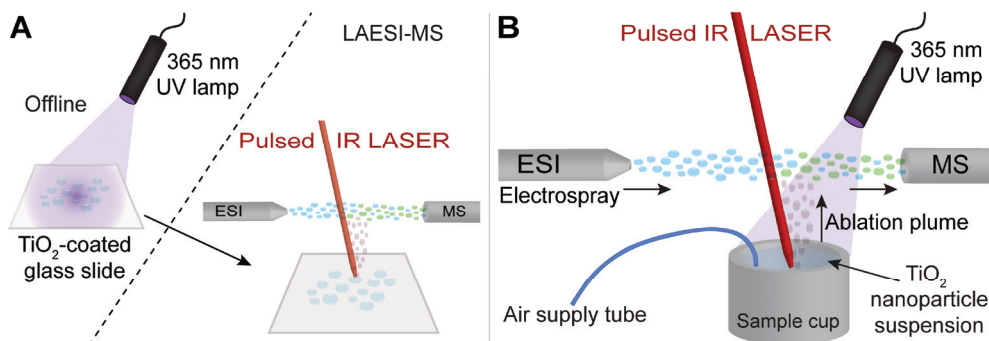 A
365 nm
UV lamp
Offline
TiO₂-coated
glass slide
LAESI-MS
Pulsed IR LASER
ESI
MS
B
Pulsed IR LASER
365 nm
UV lamp
ESI
MS
Electrospray
Ablation plume
Air supply tube
Sample cup
TiO₂
nanoparticle
suspension